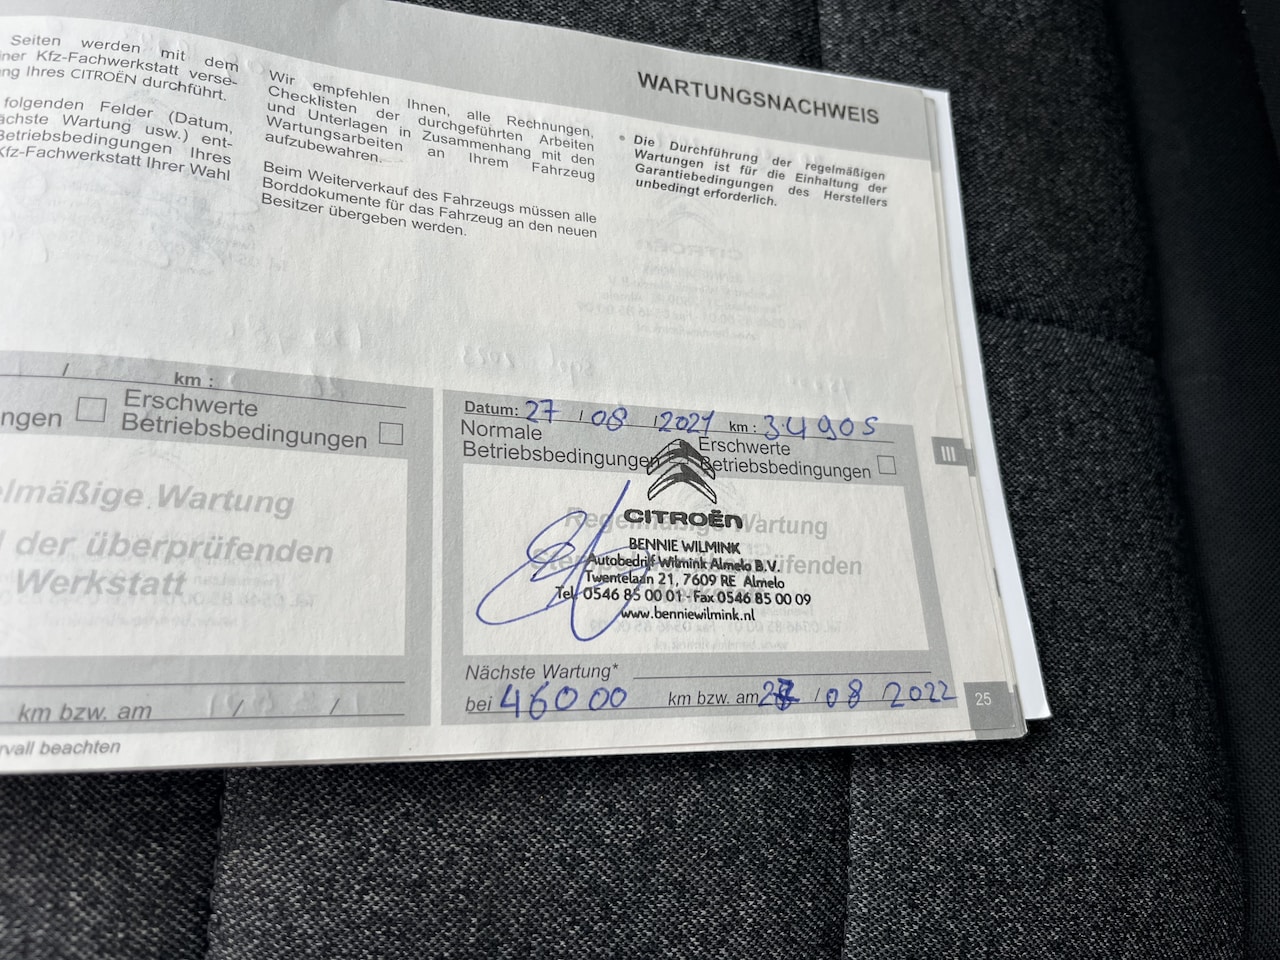 WARTUNGSNACHWEIS
Seiten werden mit dem
iner Kfz-Fachwerkstatt verse-
ng Ihres CITROËN durchführt.
folgenden Felder (Datum,
ächste Wartung usw.) ent-
Betriebsbedingungen Ihres
Kfz-Fachwerkstatt Ihrer Wahl
Wir empfehlen Ihnen, alle Rechnungen,
Checklisten der durchgeführten Arbeiten
und Unterlagen in Zusammenhang mit den
Wartungsarbeiten an Ihrem Fahrzeug
aufzubewahren.
Beim Weiterverkauf des Fahrzeugs müssen alle
Borddokumente für das Fahrzeug an den neuen
Besitzer übergeben werden.
* Die Durchführung der regelmäßigen
Wartungen ist für die Einhaltung der
Garantiebedingungen des Herstellers
unbedingt erforderlich.
/ km :
ngen Erschwerte
Betriebsbedingungen
elmäßige Wartung
l der überprüfenden
Werkstatt
km bzw. am / /
rvall beachten
Datum: 27 / 08 / 2021 km : 34905
Normale
Betriebsbedingungen
Erschwerte
Betriebsbedingungen
CITROËN
Regelmäßige Wartung
BENNIE WILMINK
Autobedrijf Wilmink Almelo B.V.
Twentelaan 21, 7609 RE Almelo
Tel. 0546 85 00 01 - Fax 0546 85 00 09
www.benniewilmink.nl
Nächste Wartung*
bei 46000 km bzw. am 27 / 08 2022
III
25